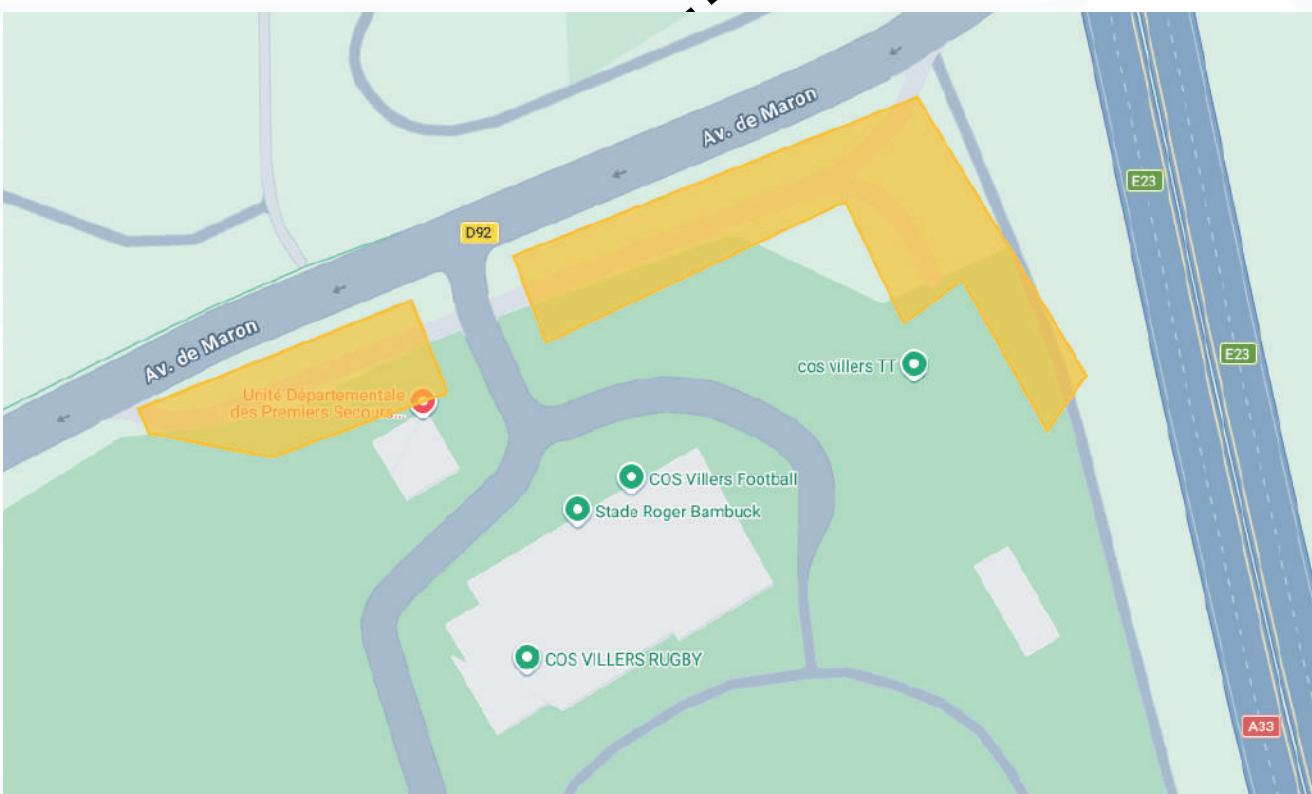 Av. de Maron
E23
D92
Av. de Maron
E23
cos villers TT
Unité Départementale
des Premiers Secours...
COS Villers Football
Stade Roger Bambuck
COS VILLERS RUGBY
A33